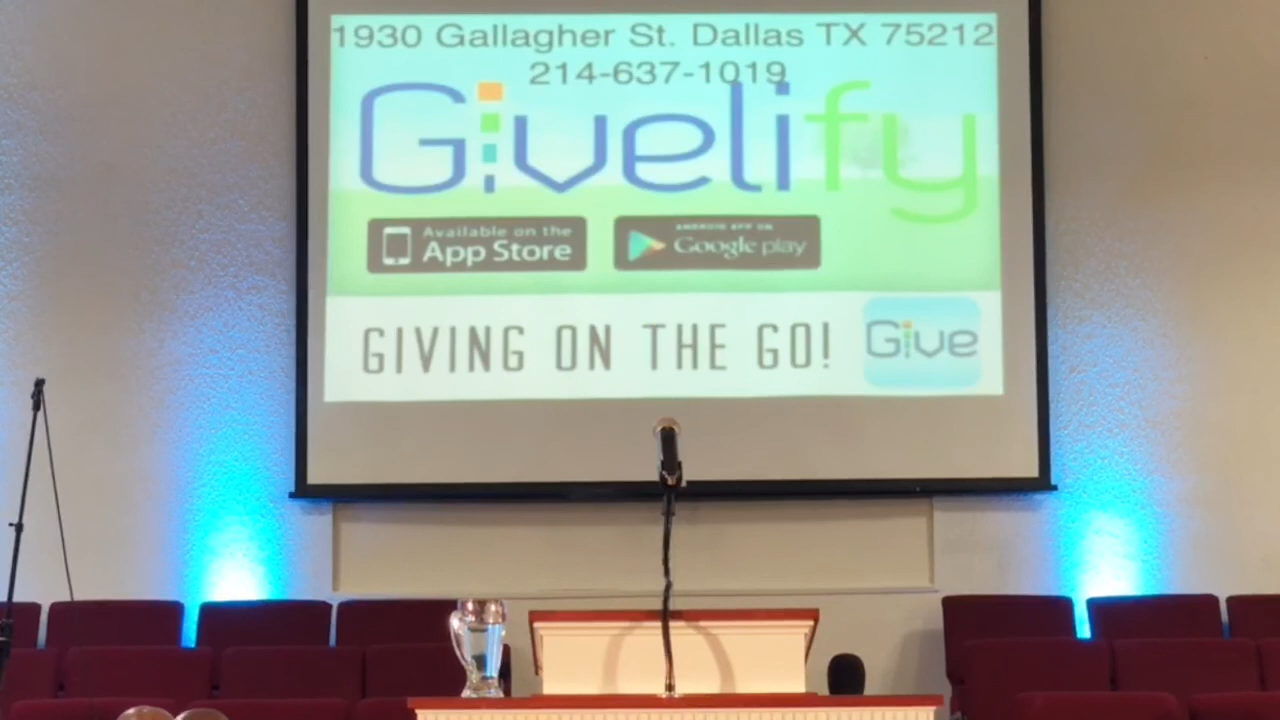 1930 Gallagher St. Dallas TX 75212
214-637-1019
Givelify
Available on the
App Store
ANDROID APP ON
Google play
GIVING ON THE GO!
Give